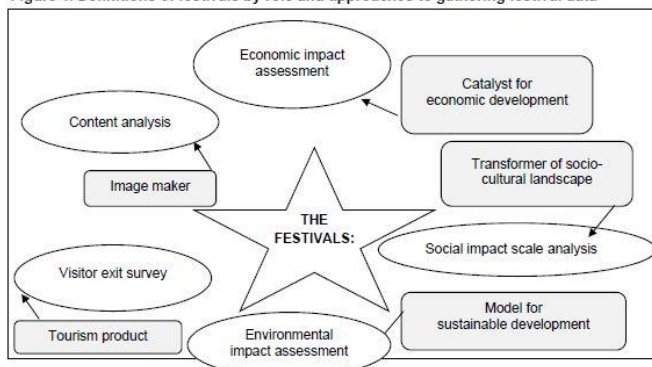 Figure Definitions of festivals by role and approaches to gathering festival data
Economic impact
assessment
Catalyst for
economic development
Content analysis
Image maker
Transformer of socio-
cultural landscape
THE
FESTIVALS:
Social impact scale analysis
Visitor exit survey
Tourism product
Environmental
impact assessment
Model for
sustainable development